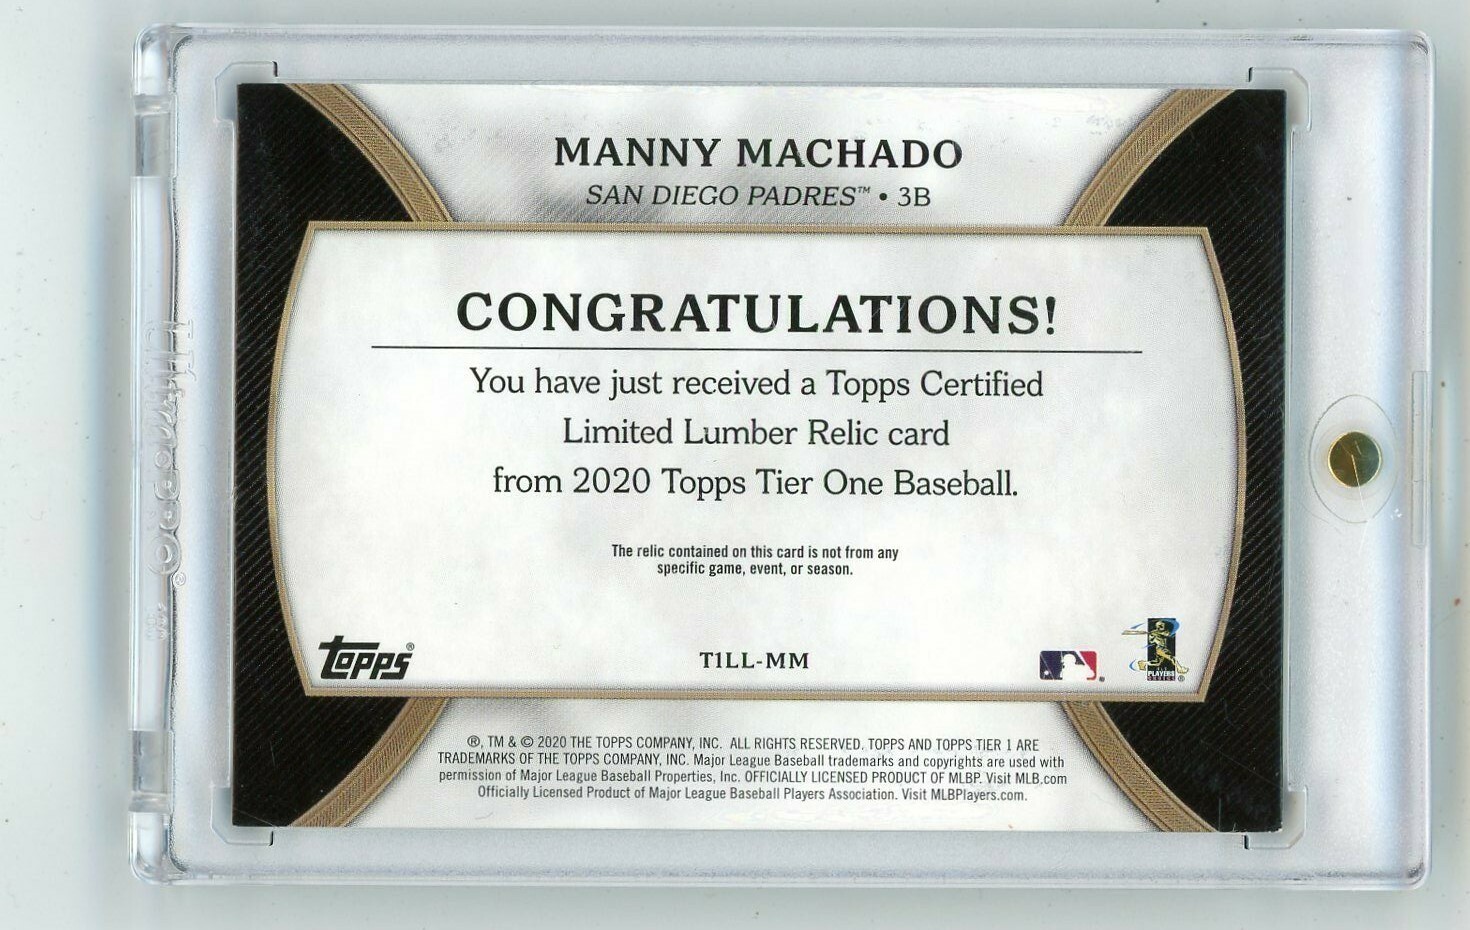 MANNY MACHADO
SAN DIEGO PADRES™ • 3B
CONGRATULATIONS!
You have just received a Topps Certified
Limited Lumber Relic card
from 2020 Topps Tier One Baseball.
The relic contained on this card is not from any
specific game, event, or season.
topps®
T1LL-MM
PLAYERS
®, TM & © 2020 THE TOPPS COMPANY, INC. ALL RIGHTS RESERVED. TOPPS AND TOPPS TIER 1 ARE
TRADEMARKS OF THE TOPPS COMPANY, INC. Major League Baseball trademarks and copyrights are used with
permission of Major League Baseball Properties, Inc. OFFICIALLY LICENSED PRODUCT OF MLBP. Visit MLB.com
Officially Licensed Product of Major League Baseball Players Association. Visit MLBPlayers.com.